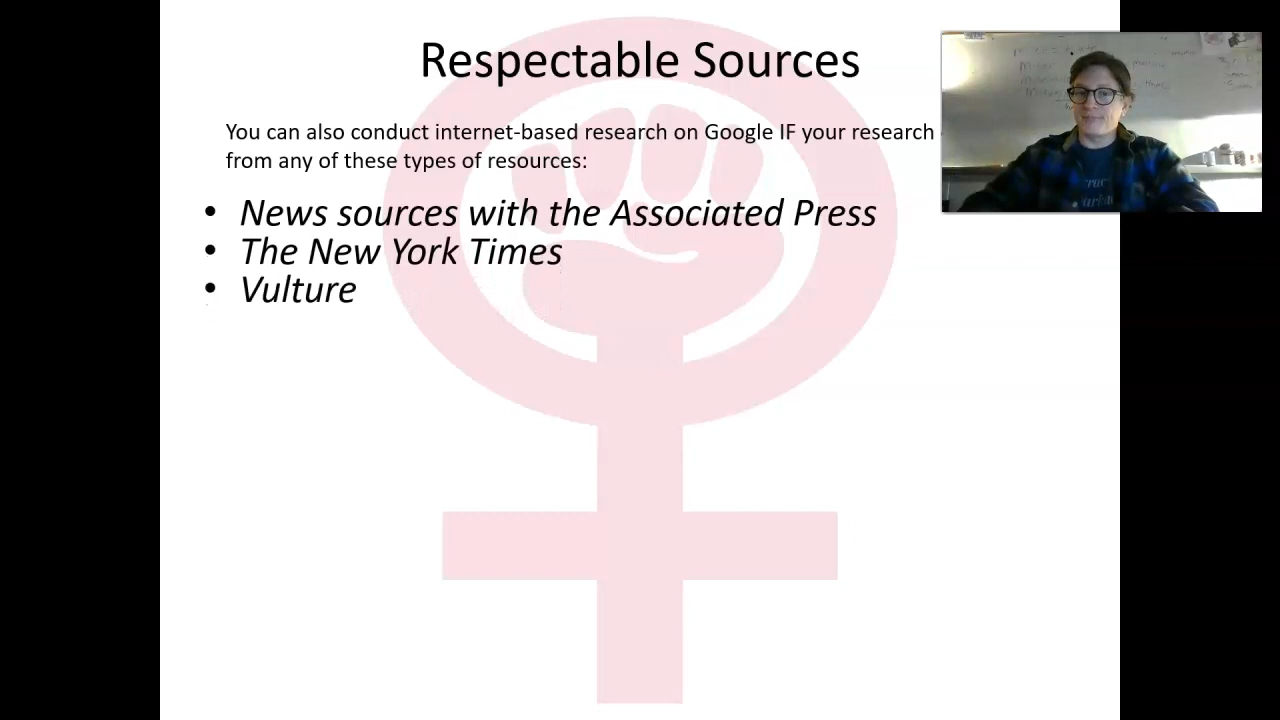 Respectable Sources
You can also conduct internet-based research on Google IF your research
from any of these types of resources:
• News sources with the Associated Press
• The New York Times
• Vulture